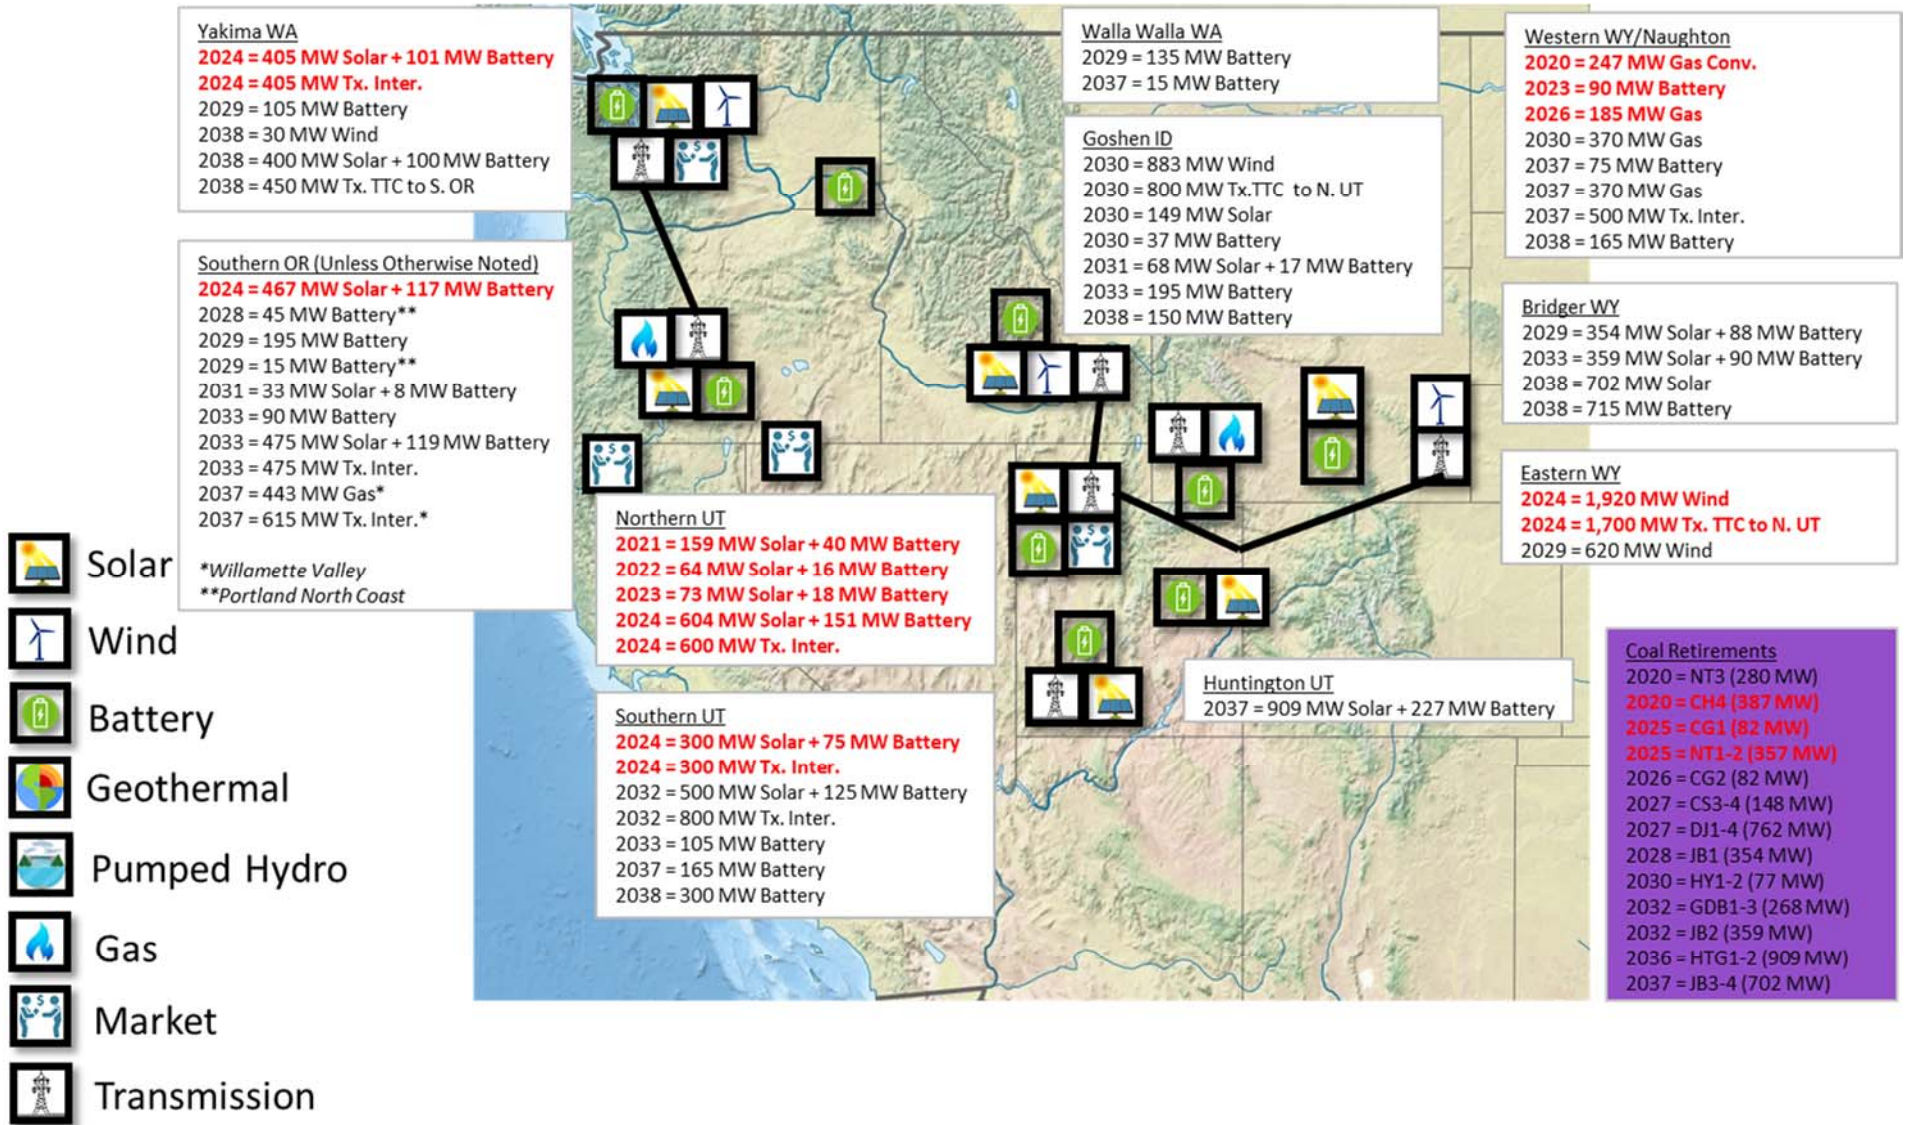 Yakima WA
2024 = 405 MW Solar + 101 MW Battery
2024 = 405 MW Tx. Inter.
2029 = 105 MW Battery
2038 = 30 MW Wind
2038 = 400 MW Solar + 100 MW Battery
2038 = 450 MW Tx. TTC to S. OR
Southern OR (Unless Otherwise Noted)
2024 = 467 MW Solar + 117 MW Battery
2028 = 45 MW Battery**
2029 = 195 MW Battery
2029 = 15 MW Battery**
2031 = 33 MW Solar + 8 MW Battery
2033 = 90 MW Battery
2033 = 475 MW Solar + 119 MW Battery
2033 = 475 MW Tx. Inter.
2037 = 443 MW Gas*
2037 = 615 MW Tx. Inter.*
*Willamette Valley
**Portland North Coast
Walla Walla WA
2029 = 135 MW Battery
2037 = 15 MW Battery
Goshen ID
2030 = 883 MW Wind
2030 = 800 MW Tx.TTC to N. UT
2030 = 149 MW Solar
2030 = 37 MW Battery
2031 = 68 MW Solar + 17 MW Battery
2033 = 195 MW Battery
2038 = 150 MW Battery
Western WY/Naughton
2020 = 247 MW Gas Conv.
2023 = 90 MW Battery
2026 = 185 MW Gas
2030 = 370 MW Gas
2037 = 75 MW Battery
2037 = 370 MW Gas
2037 = 500 MW Tx. Inter.
2038 = 165 MW Battery
Bridger WY
2029 = 354 MW Solar + 88 MW Battery
2033 = 359 MW Solar + 90 MW Battery
2038 = 702 MW Solar
2038 = 715 MW Battery
Eastern WY
2024 = 1,920 MW Wind
2024 = 1,700 MW Tx. TTC to N. UT
2029 = 620 MW Wind
Northern UT
2021 = 159 MW Solar + 40 MW Battery
2022 = 64 MW Solar + 16 MW Battery
2023 = 73 MW Solar + 18 MW Battery
2024 = 604 MW Solar + 151 MW Battery
2024 = 600 MW Tx. Inter.
Southern UT
2024 = 300 MW Solar + 75 MW Battery
2024 = 300 MW Tx. Inter.
2032 = 500 MW Solar + 125 MW Battery
2032 = 800 MW Tx. Inter.
2033 = 105 MW Battery
2037 = 165 MW Battery
2038 = 300 MW Battery
Huntington UT
2037 = 909 MW Solar + 227 MW Battery
Coal Retirements
2020 = NT3 (280 MW)
2020 = CH4 (387 MW)
2025 = CG1 (82 MW)
2025 = NT1-2 (357 MW)
2026 = CG2 (82 MW)
2027 = CS3-4 (148 MW)
2027 = DJ1-4 (762 MW)
2028 = JB1 (354 MW)
2030 = HY1-2 (77 MW)
2032 = GDB1-3 (268 MW)
2032 = JB2 (359 MW)
2036 = HTG1-2 (909 MW)
2037 = JB3-4 (702 MW)
Solar
Wind
Battery
Geothermal
Pumped Hydro
Gas
Market
Transmission